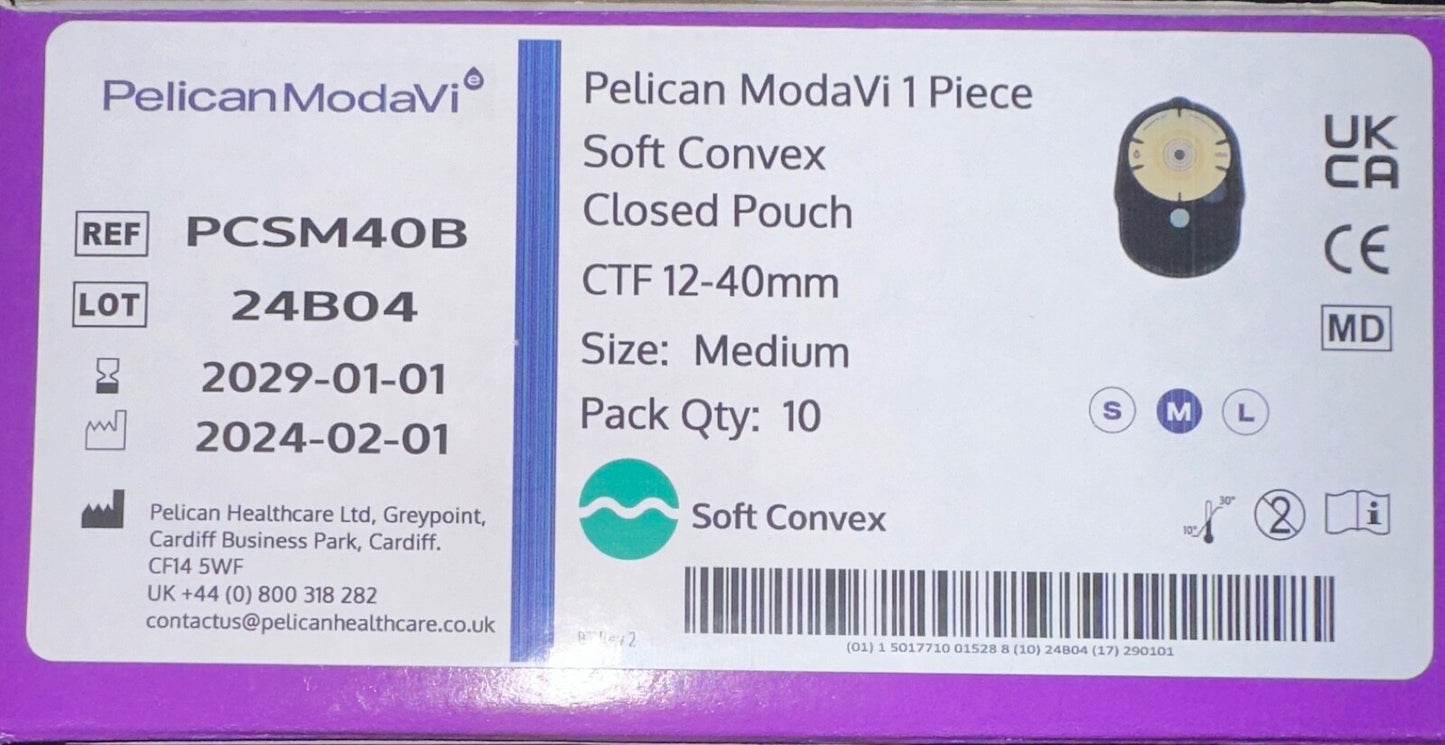 PelicanModaVi
e
REF PCSM40B
LOT 24B04
2029-01-01
2024-02-01
Pelican Healthcare Ltd, Greypoint,
Cardiff Business Park, Cardiff.
CF14 5WF
UK +44 (0) 800 318 282
contactus@pelicanhealthcare.co.uk
Pelican ModaVi 1 Piece
Soft Convex
Closed Pouch
CTF 12-40mm
Size: Medium
Pack Qty: 10
Soft Convex
UK
CA
CE
MD
S M L
30°
10°
2
i
2
(01) 1 5017710 01528 8 (10) 24B04 (17) 290101